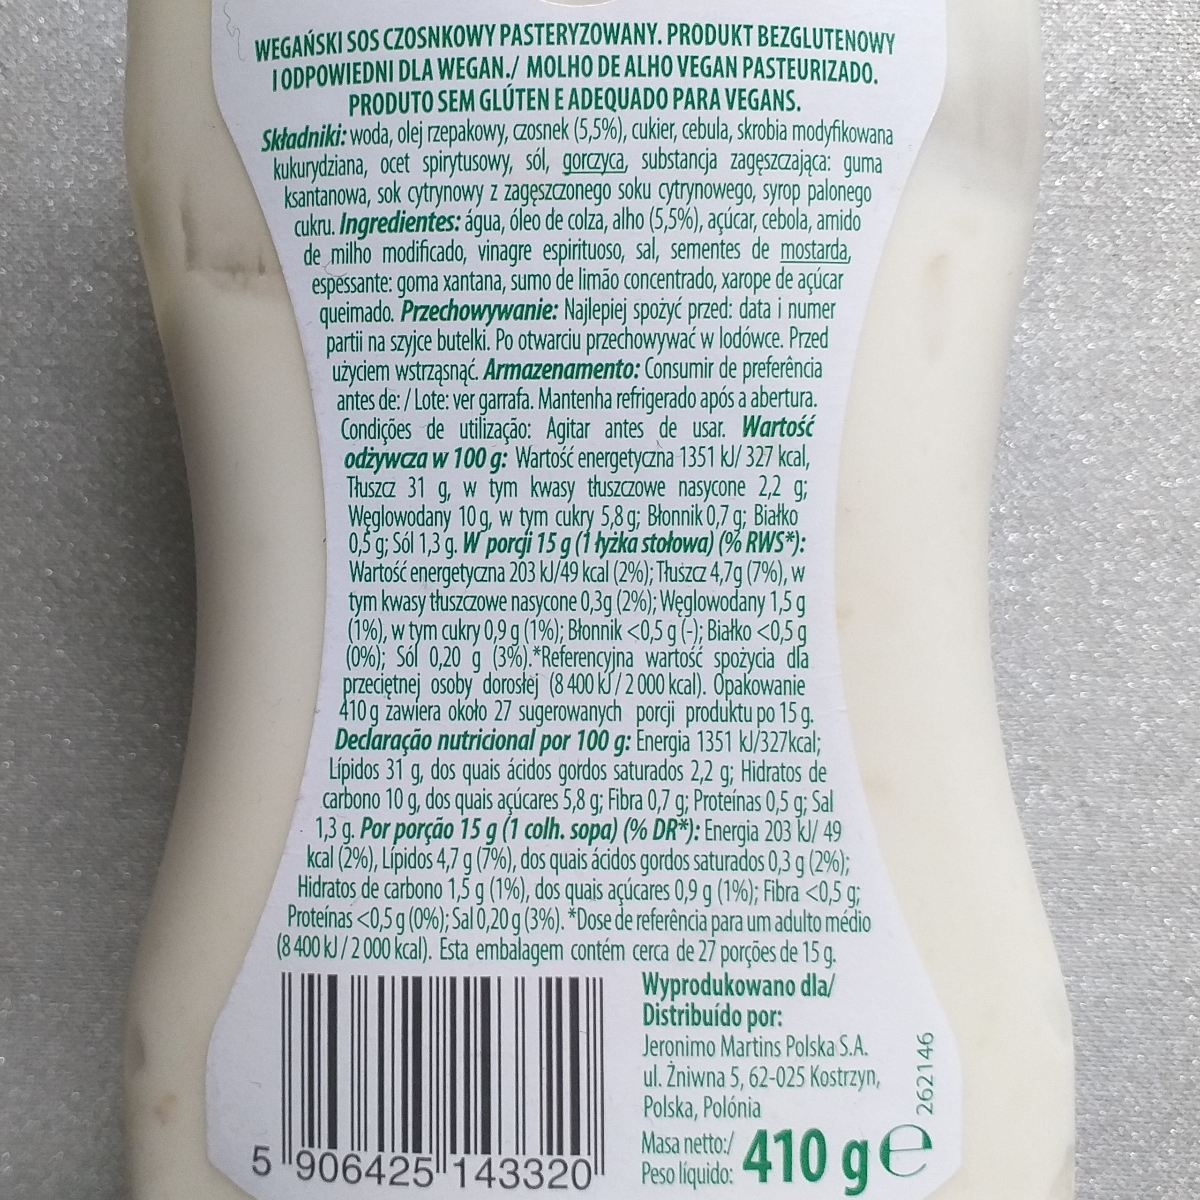 WEGAŃSKI SOS CZOSNKOWY PASTERYZOWANY. PRODUKT BEZGLUTENOWY
I ODPOWIEDNI DLA WEGAN./ MOLHO DE ALHO VEGAN PASTEURIZADO.
PRODUTO SEM GLÚTEN E ADEQUADO PARA VEGANS.
Składniki: woda, olej rzepakowy, czosnek (5,5%), cukier, cebula, skrobia modyfikowana
kukurydziana, ocet spirytusowy, sól, gorczyca, substancja zagęszczająca: guma
ksantanowa, sok cytrynowy z zagęszczonego soku cytrynowego, syrop palonego
cukru. Ingredientes: água, óleo de colza, alho (5,5%), açúcar, cebola, amido
de milho modificado, vinagre espirituoso, sal, sementes de mostarda,
espessante: goma xantana, sumo de limão concentrado, xarope de açúcar
queimado. Przechowywanie: Najlepiej spożyć przed: data i numer
partii na szyjce butelki. Po otwarciu przechowywać w lodówce. Przed
użyciem wstrząsnąć. Armazenamento: Consumir de preferência
antes de: / Lote: ver garrafa. Mantenha refrigerado após a abertura.
Condições de utilização: Agitar antes de usar. Wartość
odżywcza w 100 g: Wartość energetyczna 1351 kJ/ 327 kcal,
Tłuszcz 31 g, w tym kwasy tłuszczowe nasycone 2,2 g;
Węglowodany 10 g, w tym cukry 5,8 g; Błonnik 0,7 g; Białko
0,5 g; Sól 1,3 g. W porcji 15 g (1 łyżka stołowa) (% RWS*):
Wartość energetyczna 203 kJ/49 kcal (2%); Tłuszcz 4,7g (7%), w
tym kwasy tłuszczowe nasycone 0,3g (2%); Węglowodany 1,5 g
(1%), w tym cukry 0,9 g (1%); Błonnik <0,5 g (-); Białko <0,5 g
(0%); Sól 0,20 g (3%).*Referencyjna wartość spożycia dla
przeciętnej osoby dorosłej (8 400 kJ / 2 000 kcal). Opakowanie
410 g zawiera około 27 sugerowanych porcji produktu po 15 g.
Declaração nutricional por 100 g: Energia 1351 kJ/327kcal;
Lípidos 31 g, dos quais ácidos gordos saturados 2,2 g; Hidratos de
carbono 10 g, dos quais açúcares 5,8 g; Fibra 0,7 g; Proteínas 0,5 g; Sal
1,3 g. Por porção 15 g (1 colh. sopa) (% DR*): Energia 203 kJ/ 49
kcal (2%), Lípidos 4,7 g (7%), dos quais ácidos gordos saturados 0,3 g (2%);
Hidratos de carbono 1,5 g (1%), dos quais açúcares 0,9 g (1%); Fibra <0,5 g;
Proteínas <0,5 g (0%); Sal 0,20 g (3%). *Dose de referência para um adulto médio
(8 400 kJ / 2 000 kcal). Esta embalagem contém cerca de 27 porções de 15 g.
Wyprodukowano dla/
Distribuído por:
Jeronimo Martins Polska S.A.
ul. Żniwna 5, 62-025 Kostrzyn,
Polska, Polónia
262146
Masa netto:/
Peso líquido:
410 g e
5 906425 143320